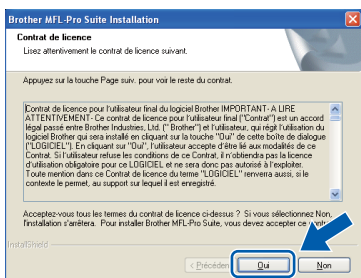 Brother MFL-Pro Suite Installation
Contrat de licence
Lisez attentivement le contrat de licence suivant.
Appuyez sur la touche Page suiv. pour voir le reste du contrat.
Contrat de licence pour l'utilisateur final du logiciel Brother IMPORTANT- A LIRE
ATTENTIVEMENT- Ce contrat de licence pour l'utilisateur final ("Contrat") est un accord
légal passé entre Brother Industries, Ltd. (" Brother") et l'utilisateur, qui régit l'utilisation du
logiciel Brother qui sera installé en cliquant sur la touche "Oui" de cette boîte de dialogue
("LOGICIEL"). En cliquant sur "Oui", l'utilisateur accepte d'être lié aux modalités de ce
Contrat. Si l'utilisateur refuse les conditions de ce Contrat, il n'obtiendra pas la licence
d'utilisation obligatoire pour ce LOGICIEL et ne sera donc pas autorisé à l'exploiter.
Toute mention dans ce Contrat de licence du terme "LOGICIEL" renverra aussi, si le
contexte le permet, au support sur lequel il est enregistré.
Acceptez-vous tous les termes du contrat de licence ci-dessus ? Si vous sélectionnez Non,
l'installation s'arrêtera. Pour installer Brother MFL-Pro Suite, vous devez accepter ce
InstallShield
< Précéden
Oui
Non